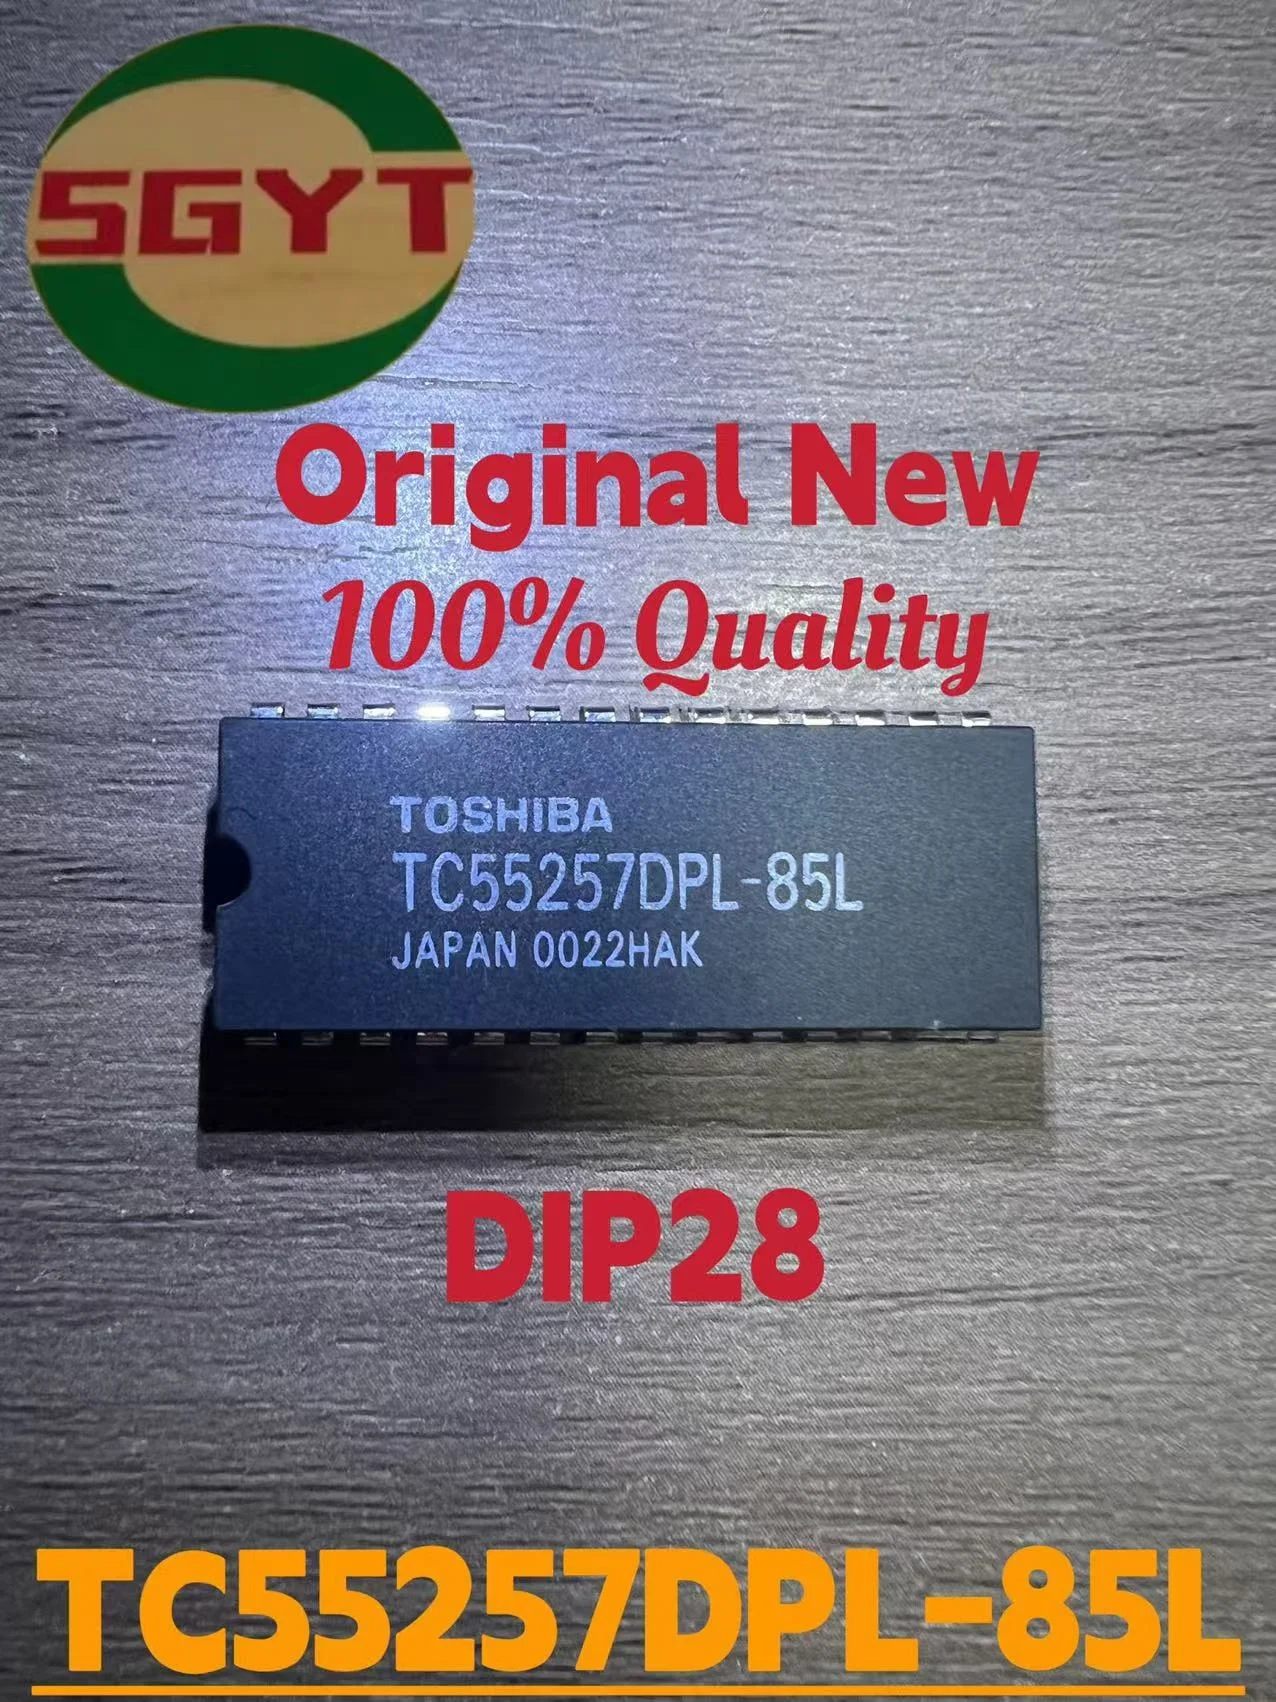 SGYT
Original New
100% Quality
TOSHIBA
TC55257DPL-85L
JAPAN 0022HAK
DIP28
TC55257DPL-85L